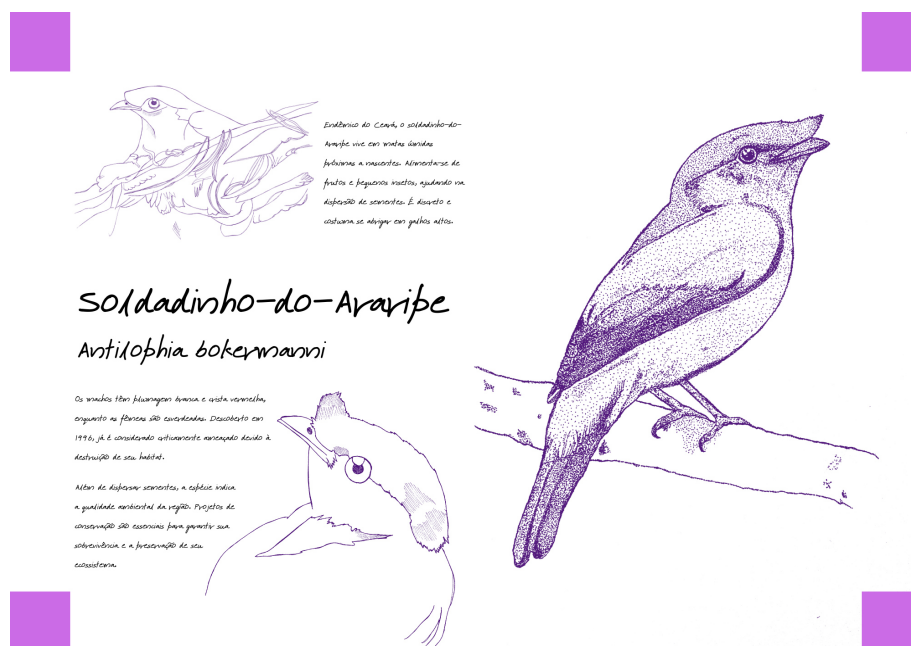 Endêmico do Ceará, o soldadinho-do-
Araripe vive em matas úmidas
próximas a nascentes. Alimenta-se de
frutos e pequenos insetos, ajudando na
dispersão de sementes. É discreto e
costuma se abrigar em galhos altos.
Soldadinho-do-Araripe
Antilophia bokermanni
Os machos têm plumagem branca e crista vermelha,
enquanto as fêmeas são esverdeadas. Descoberto em
1996, já é considerado criticamente ameaçado devido à
destruição de seu habitat.
Além de dispersar sementes, a espécie indica
a qualidade ambiental da região. Projetos de
conservação são essenciais para garantir sua
sobrevivência e a preservação de seu
ecossistema.